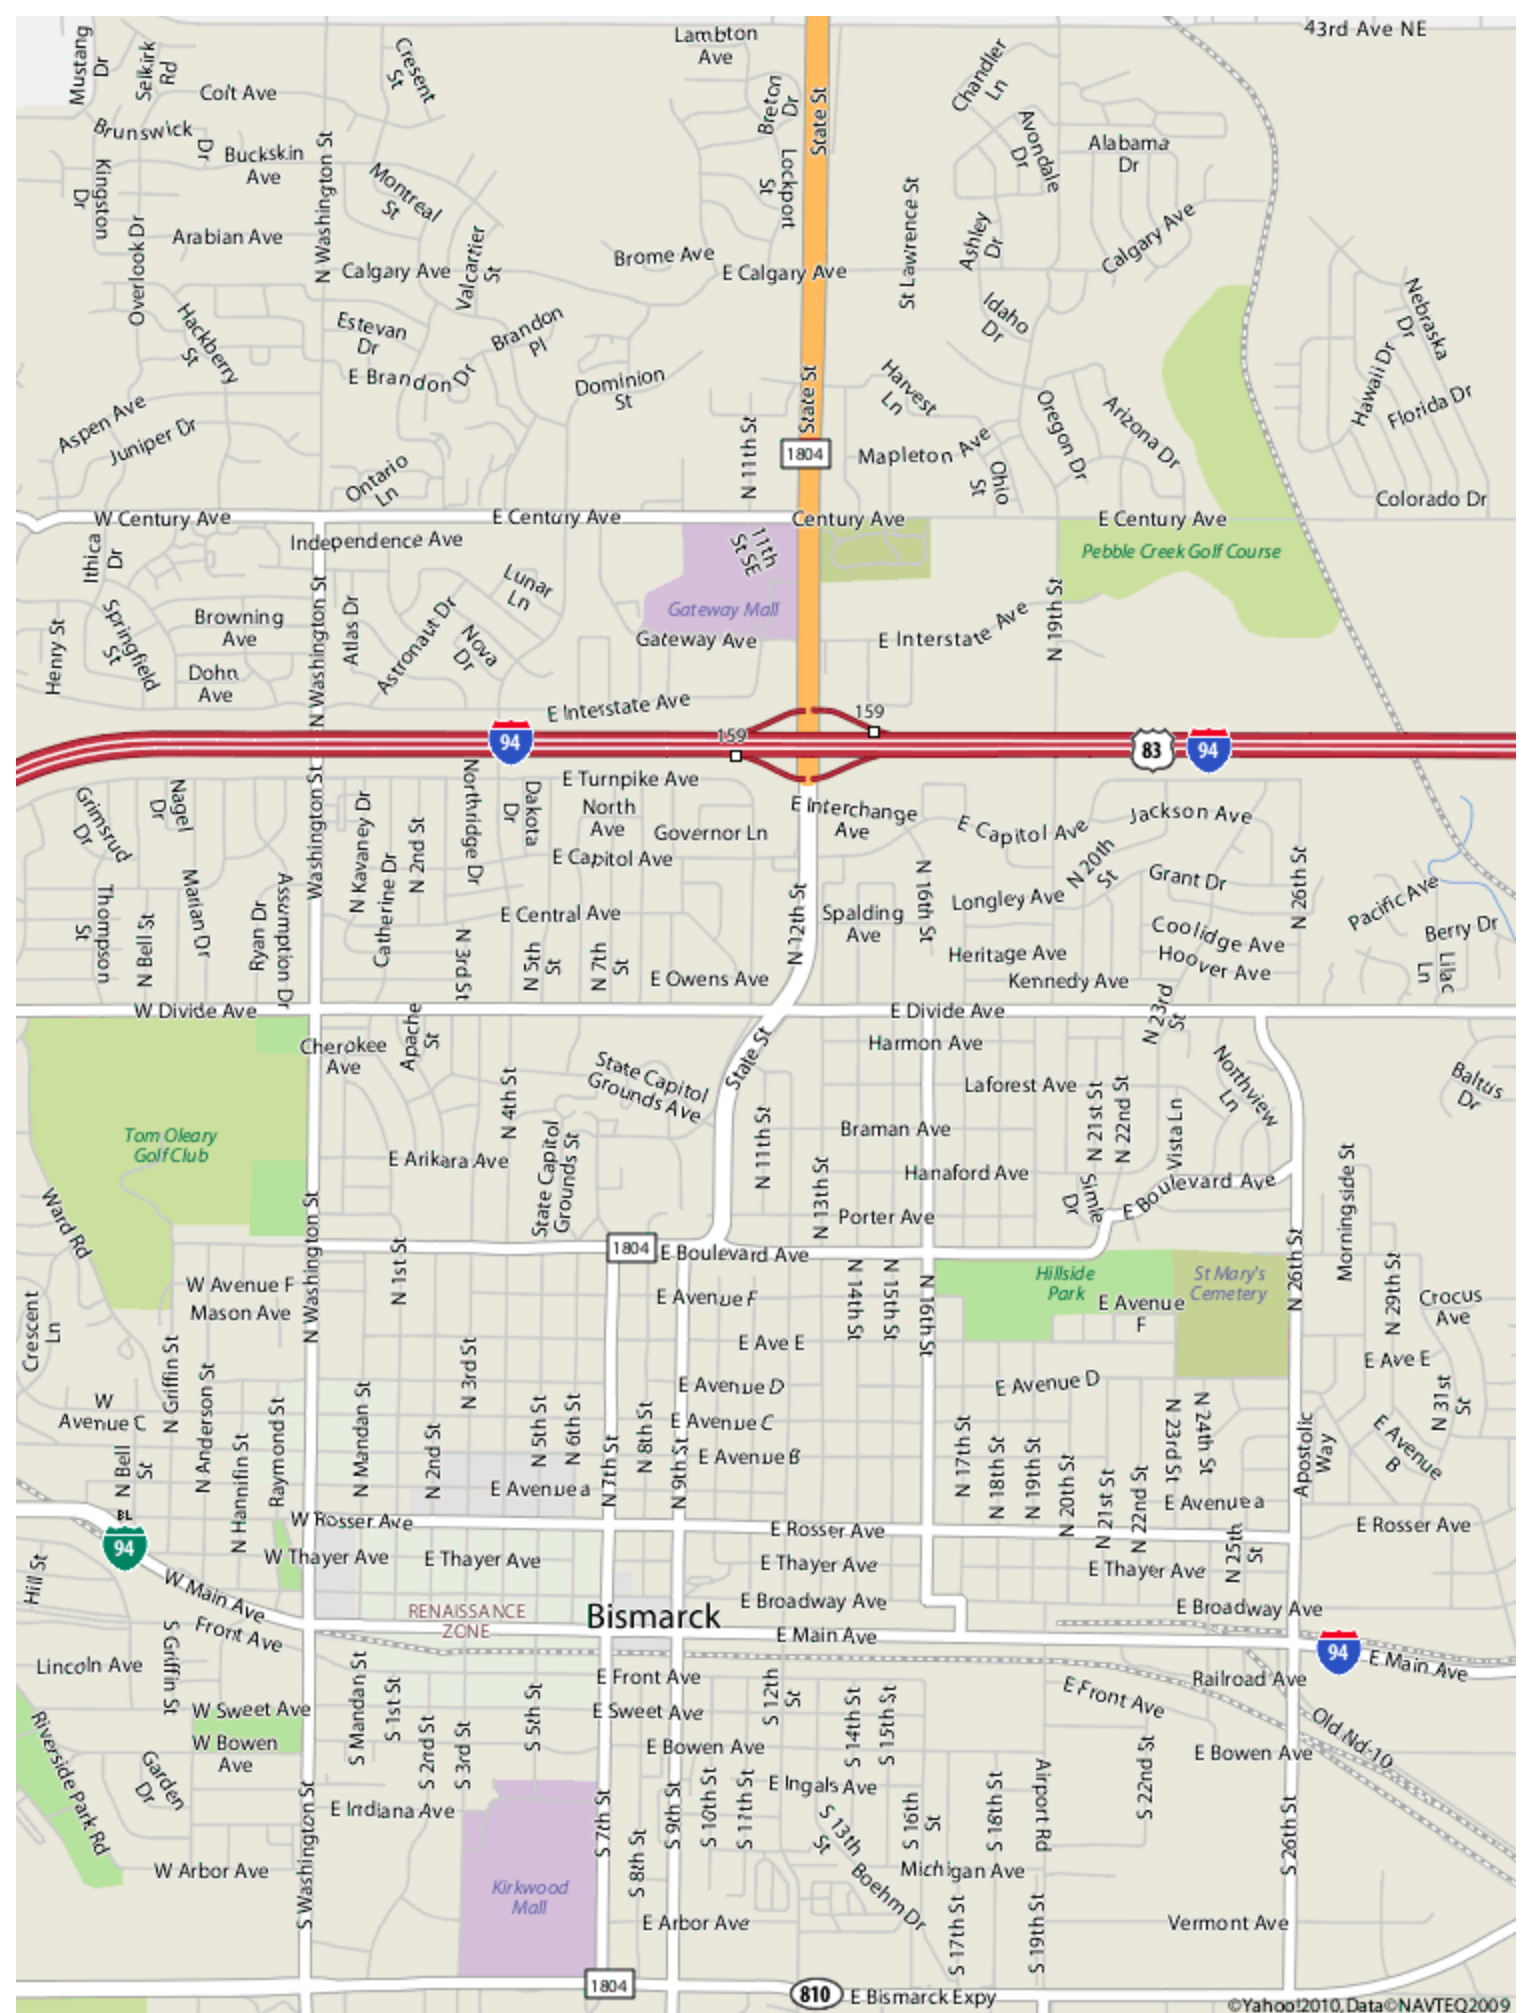 43rd Ave NE
Lambton
Ave
Mustang
Dr
Selkirk
Rd
Cresent
St
Colt Ave
Breton
Dr
State St
Chandler
Ln
Brunswick
Dr
Buckskin
Ave
N Washington St
Avondale
Dr
Alabama
Dr
Kingston
Dr
Montreal
St
Lockport
St
Arabian Ave
Overlook Dr
Calgary Ave
Valcartier
St
Brome Ave
E Calgary Ave
St Lawrence St
Ashley
Dr
Calgary Ave
Hackberry
St
Estevan
Dr
Brandon
Pl
E Brandon Dr
Dominion
St
State St
Idaho
Dr
Harvest
Ln
Nebraska
Dr
Hawaii Dr
Florida Dr
Aspen Ave
Juniper Dr
Ontario
Ln
N 11th St
1804
Mapleton Ave
Ohio
St
Oregon Dr
Arizona Dr
Colorado Dr
W Century Ave
E Century Ave
Century Ave
E Century Ave
Ithica
Dr
Independence Ave
11th
St SE
Pebble Creek Golf Course
Lunar
Ln
Gateway Mall
Gateway Ave
Browning
Ave
Springfield
St
Henry St
Dohn
Ave
N Washington St
Atlas Dr
Astronaut Dr
Nova
Dr
E Interstate Ave
N 19th St
E Interstate Ave
94
159
159
83
94
Grimsrud
Dr
Nagel
Dr
Washington St
N Kavaney Dr
N 2nd St
Northridge Dr
Dakota
Dr
E Turnpike Ave
North
Ave
Governor Ln
E Capitol Ave
E Interchange
Ave
E Capitol Ave
Jackson Ave
N 20th
St
Grant Dr
Thompson
St
N Bell St
Marian Dr
Ryan Dr
Assumption Dr
Catherine Dr
N 3rd St
E Central Ave
N 5th
St
N 7th
St
E Owens Ave
N 12th St
Spalding
Ave
N 16th St
Longley Ave
Heritage Ave
Kennedy Ave
Coolidge Ave
Hoover Ave
N 26th St
Pacific Ave
Berry Dr
Lilac
Ln
W Divide Ave
E Divide Ave
N 23rd
St
Cherokee
Ave
Apache
St
State Capitol
Grounds Ave
State St
Harmon Ave
Laforest Ave
Northview
Ln
Baltus
Dr
Tom Oleary
Golf Club
N 4th St
State Capitol
Grounds St
E Arikara Ave
N 11th St
Braman Ave
Hanaford Ave
N 21st St
N 22nd St
Vista Ln
Ward Rd
N 13th St
Porter Ave
Simle
Dr
E Boulevard Ave
Morningside St
N Washington St
N 1st St
1804
E Boulevard Ave
W Avenue F
Mason Ave
E Avenue F
N 14th St
N 15th St
N 16th St
Hillside
Park
E Avenue
F
St Mary's
Cemetery
N 26th St
N 29th St
Crocus
Ave
Crescent
Ln
E Ave E
E Ave E
N Griffin St
N 3rd St
E Avenue D
E Avenue D
W
Avenue C
N Anderson St
N Hannifin St
Raymond St
N Mandan St
N 2nd St
N 5th St
N 6th St
N 7th St
N 8th St
N 9th St
E Avenue C
E Avenue B
N Bell
St
E Avenue a
N 17th St
N 18th St
N 19th St
N 20th St
N 21st St
N 22nd St
N 23rd St
N 24th St
Apostolic
Way
N 31st
St
E Avenue
B
E Avenue a
BL
94
W Rosser Ave
E Rosser Ave
E Rosser Ave
W Thayer Ave
E Thayer Ave
E Thayer Ave
E Thayer Ave
N 25th
St
Hill St
W Main Ave
RENAISSANCE
ZONE
Bismarck
E Broadway Ave
E Broadway Ave
Front Ave
E Main Ave
94
E Main Ave
Lincoln Ave
S Griffin St
S Mandan St
S 1st St
S 2nd St
S 3rd St
S 5th St
E Front Ave
E Sweet Ave
E Bowen Ave
S 12th
St
S 14th St
S 15th St
E Front Ave
Railroad Ave
Old Nd-10
W Sweet Ave
W Bowen
Ave
Riverside Park Rd
Garden
Dr
E Bowen Ave
E Indiana Ave
E Ingals Ave
S 7th St
S 8th St
S 9th St
S 10th St
S 11th St
S 13th
St
S 16th
St
S 18th St
Airport Rd
S 22nd St
S 26th St
W Arbor Ave
S Washington St
Kirkwood
Mall
Michigan Ave
Boehm Dr
E Arbor Ave
S 17th St
S 19th St
Vermont Ave
1804
810
E Bismarck Expy
©Yahoo!2010, Data©NAVTEQ2009